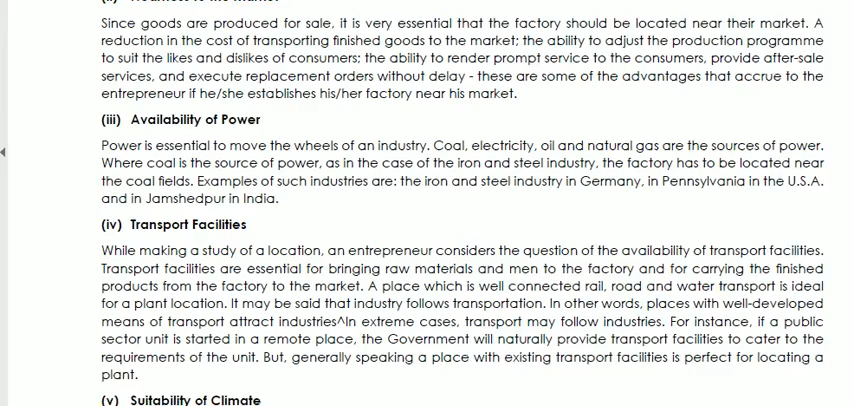 Since goods are produced for sale, it is very essential that the factory should be located near their market. A
reduction in the cost of transporting finished goods to the market; the ability to adjust the production programme
to suit the likes and dislikes of consumers; the ability to render prompt service to the consumers, provide after-sale
services, and execute replacement orders without delay - these are some of the advantages that accrue to the
entrepreneur if he/she establishes his/her factory near his market.
(iii) Availability of Power
Power is essential to move the wheels of an industry. Coal, electricity, oil and natural gas are the sources of power.
Where coal is the source of power, as in the case of the iron and steel industry, the factory has to be located near
the coal fields. Examples of such industries are: the iron and steel industry in Germany, in Pennsylvania in the U.S.A.
and in Jamshedpur in India.
(iv) Transport Facilities
While making a study of a location, an entrepreneur considers the question of the availability of transport facilities.
Transport facilities are essential for bringing raw materials and men to the factory and for carrying the finished
products from the factory to the market. A place which is well connected rail, road and water transport is ideal
for a plant location. It may be said that industry follows transportation. In other words, places with well-developed
means of transport attract industries^In extreme cases, transport may follow industries. For instance, if a public
sector unit is started in a remote place, the Government will naturally provide transport facilities to cater to the
requirements of the unit. But, generally speaking a place with existing transport facilities is perfect for locating a
plant.
(v) Suitability of Climate